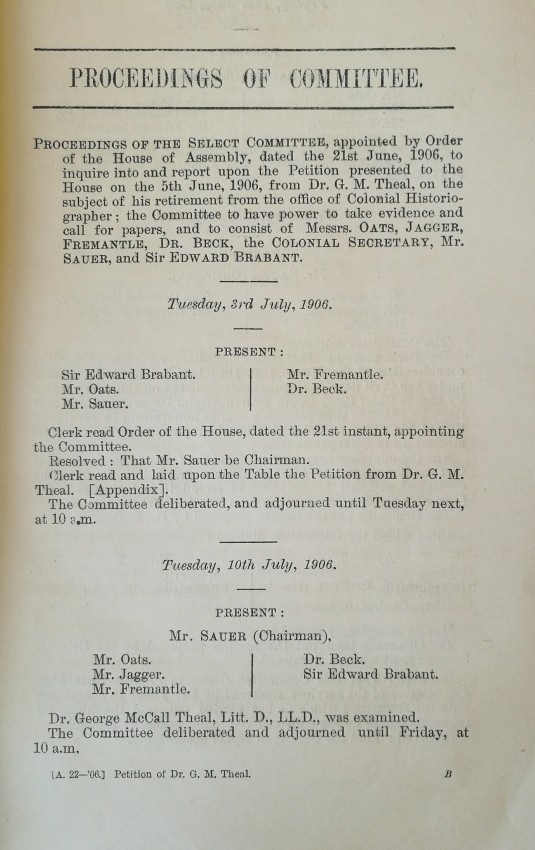 PROCEEDINGS OF COMMITTEE.
PROCEEDINGS OF THE SELECT COMMITTEE, appointed by Order
of the House of Assembly, dated the 21st June, 1906, to
inquire into and report upon the Petition presented to the
House on the 5th June, 1906, from Dr. G. M. Theal, on the
subject of his retirement from the office of Colonial Historio-
grapher; the Committee to have power to take evidence and
call for papers, and to consist of Messrs. OATS, JAGGER,
FREMANTLE, DR. BECK, the COLONIAL SECRETARY, Mr.
SAUER, and Sir EDWARD BRABANT.
Tuesday, 3rd July, 1906.
PRESENT:
Sir Edward Brabant.
Mr. Oats.
Mr. Sauer.
Mr. Fremantle.
Dr. Beck.
Clerk read Order of the House, dated the 21st instant, appointing
the Committee.
Resolved: That Mr. Sauer be Chairman.
Clerk read and laid upon the Table the Petition from Dr. G. M.
Theal. [Appendix].
The Committee deliberated, and adjourned until Tuesday next,
at 10 a.m.
Tuesday, 10th July, 1906.
PRESENT:
Mr. SAUER (Chairman),
Mr. Oats.
Mr. Jagger.
Mr. Fremantle.
Dr. Beck.
Sir Edward Brabant.
Dr. George McCall Theal, Litt. D., LL.D., was examined.
The Committee deliberated and adjourned until Friday, at
10 a.m.
[A. 22—'06.] Petition of Dr. G. M. Theal.
B